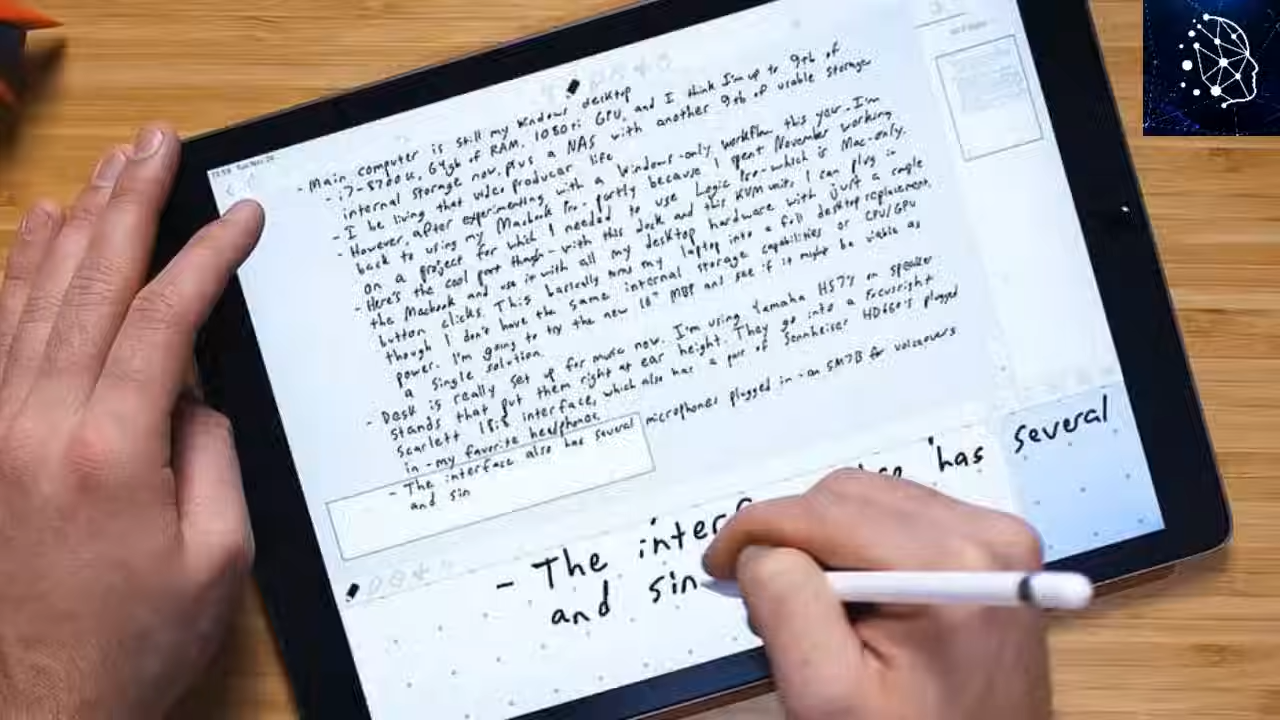 - Main computer is still my Windows desktop
- i7-8700K, 64gb of RAM, 1080ti GPU, and I think I'm up to 9tb of
internal storage now, plus a NAS with another 9tb of usable storage
- I be living that video producer life.
- However, after experimenting with a Windows-only workflow this year, I'm
back to using my Macbook Pro - partly because I spent November working
on a project for which I needed to use Logic Pro - which is Mac-only.
- Here's the cool part though - with this dock and this KVM unit, I can plug in
the Macbook and use it with all my desktop hardware with just a couple
button clicks. This basically turns my laptop into a full desktop replacement,
though I don't have the same internal storage capabilities or CPU/GPU
power. I'm going to try the new 16" MBP and see if it might be viable as
a single solution.
- Desk is really set up for music now. I'm using Yamaha HS7's on speaker
stands that put them right at ear height. They go into a Focusright
Scarlett 18i8 interface, which also has a pair of Sennheiser HD660s plugged
in - my favorite headphones.
- The interface also has several microphones plugged in - an SM7B for voiceovers
and sin
has several
- The inter
and sin